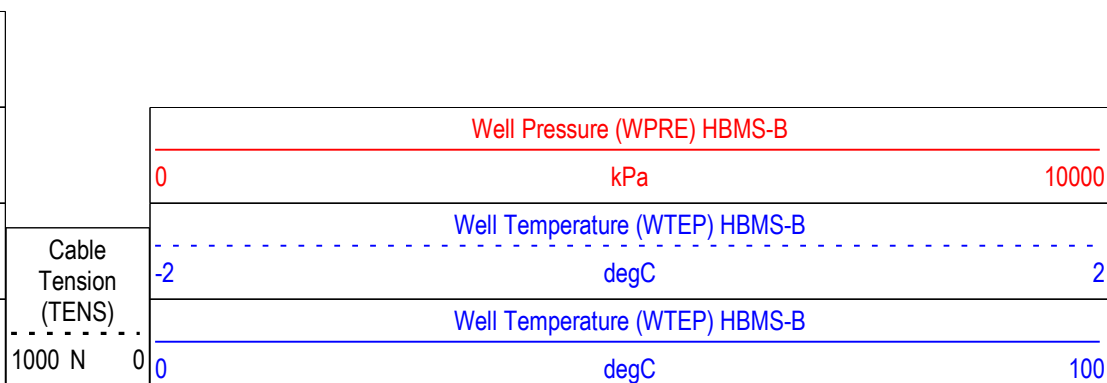 Well Pressure (WPRE) HBMS-B
0 kPa 10000
Well Temperature (WTEP) HBMS-B
-2 degC 2
Cable
Tension
(TENS)
1000 N 0
Well Temperature (WTEP) HBMS-B
0 degC 100